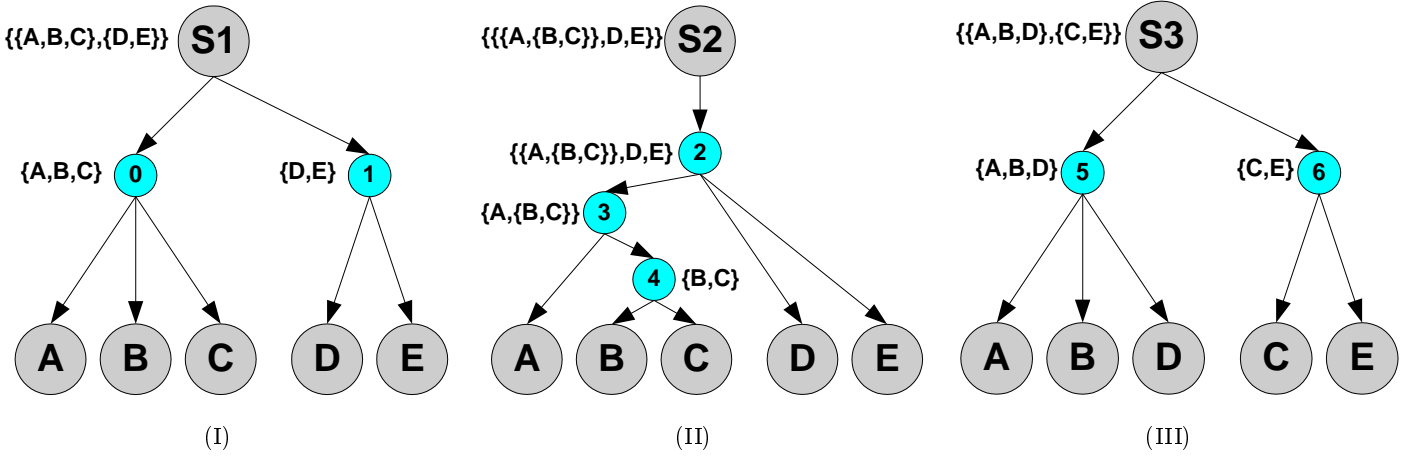 {{A,B,C},{D,E}} S1
{A,B,C} 0 {D,E} 1
A B C D E
(I)
{{{A,{B,C}},D,E}} S2
{{A,{B,C}},D,E} 2
{A,{B,C}} 3
4 {B,C}
A B C D E
(II)
{{A,B,D},{C,E}} S3
{A,B,D} 5 {C,E} 6
A B D C E
(III)